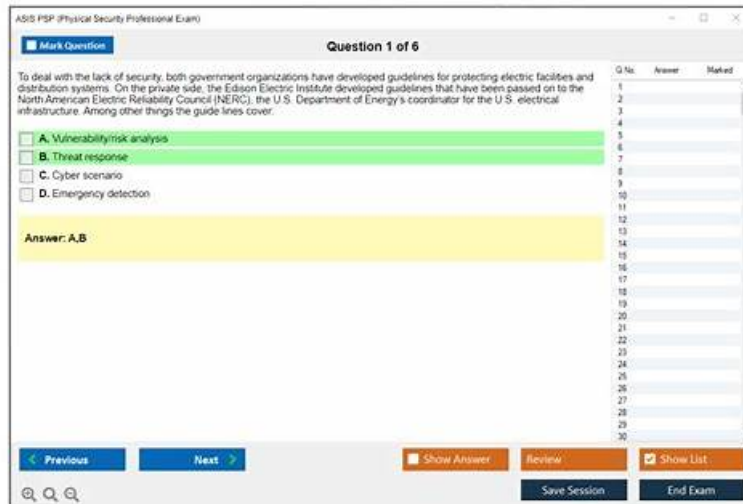 ASIS PSP (Physical Security Professional Exam)
Mark Question
Question 1 of 6
To deal with the lack of security, both government organizations have developed guidelines for protecting electric facilities and
distribution systems. On the private side, the Edison Electric Institute developed guidelines that have been passed on to the
North American Electric Reliability Council (NERC), the U.S. Department of Energy's coordinator for the U.S. electrical
infrastructure. Among other things the guide lines cover:
A. Vulnerability/risk analysis
B. Threat response
C. Cyber scenario
D. Emergency detection
Answer: A,B
Q.No. Answer Marked
1
2
3
4
5
6
7
8
9
10
11
12
13
14
15
16
17
18
19
20
21
22
23
24
25
26
27
28
29
30
Previous
Next
Show Answer
Review
Show List
Save Session
End Exam